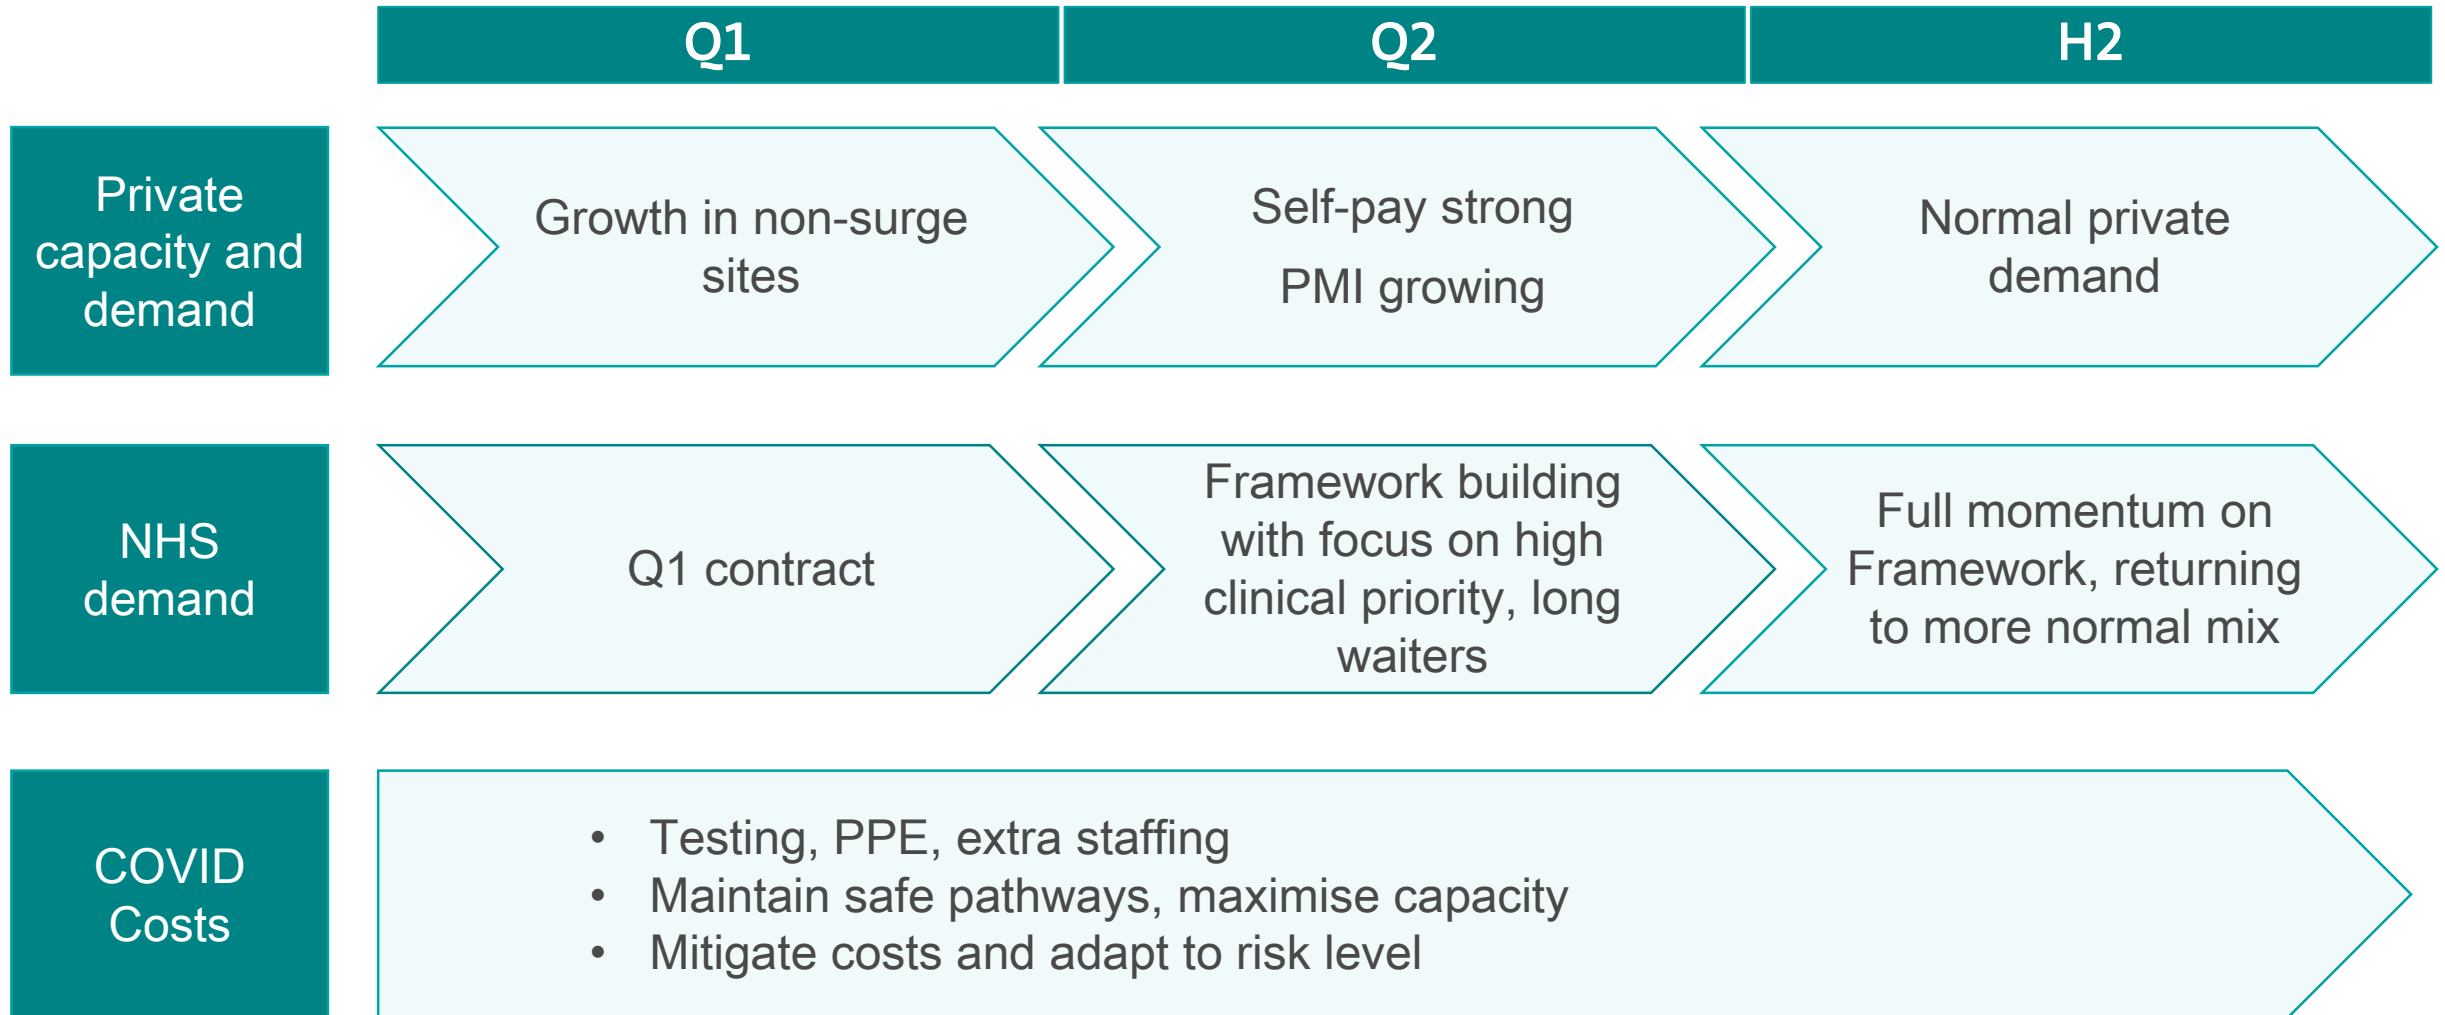 Q1
Q2
H2
Private
capacity and
demand
Growth in non-surge
sites
Self-pay strong
PMI growing
Normal private
demand
NHS
demand
Q1 contract
Framework building
with focus on high
clinical priority, long
waiters
Full momentum on
Framework, returning
to more normal mix
COVID
Costs
• Testing, PPE, extra staffing
• Maintain safe pathways, maximise capacity
• Mitigate costs and adapt to risk level